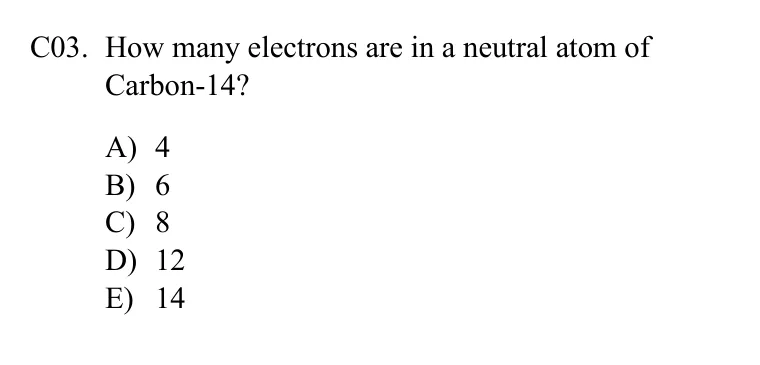 C03. How many electrons are in a neutral atom of
Carbon-14?
A) 4
B) 6
C) 8
D) 12
E) 14